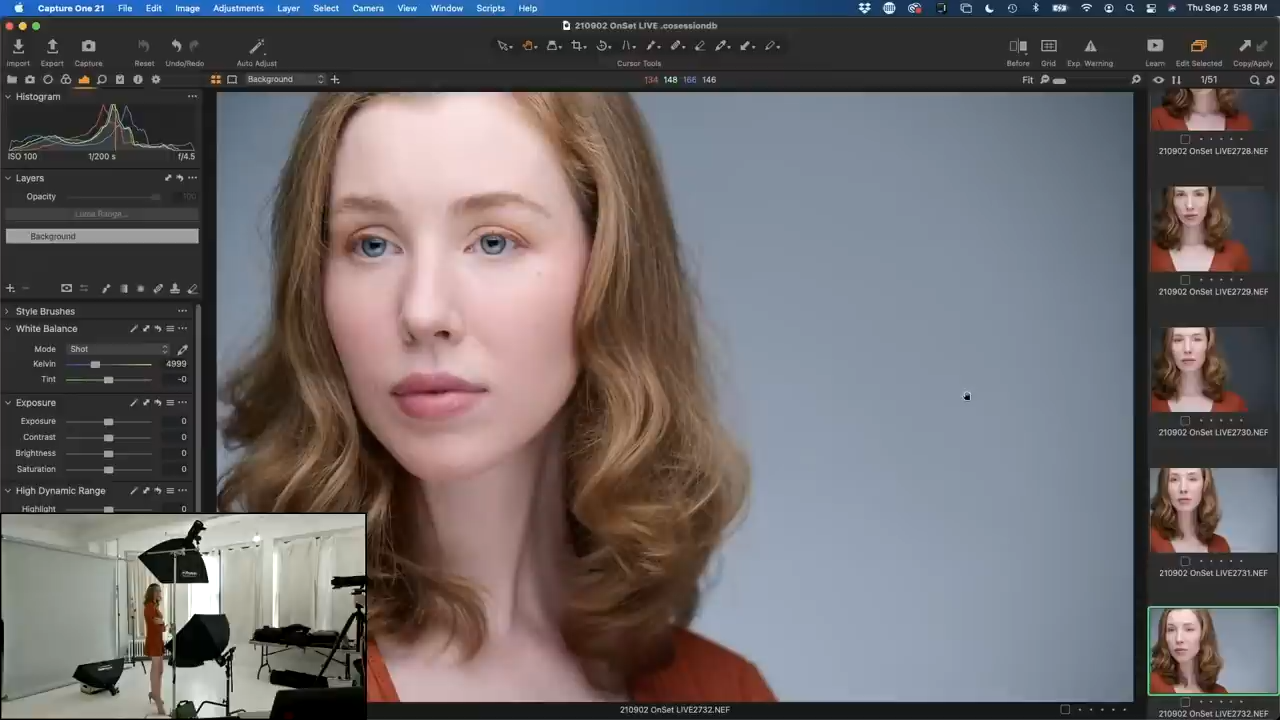 Capture One 21 File Edit Image Adjustments Layer Select Camera View Window Scripts Help Thu Sep 2 5:38 PM
210902 OnSet LIVE .cosessiondb
Import Export Capture Reset Undo/Redo Auto Adjust Cursor Tools Before Grid Exp. Warning Learn Edit Selected Copy/Apply
Background 134 148 166 146 Fit 1/51
Histogram
ISO 100 1/200 s f/4.5
Layers
Opacity 100
Luma Range...
Background
Style Brushes
White Balance
Mode Shot
Kelvin 4999
Tint -0
Exposure
Exposure 0
Contrast 0
Brightness 0
Saturation 0
High Dynamic Range
Highlight 0
210902 OnSet LIVE2728.NEF
210902 OnSet LIVE2729.NEF
210902 OnSet LIVE2730.NEF
210902 OnSet LIVE2731.NEF
210902 OnSet LIVE2732.NEF
210902 OnSet LIVE2732.NEF